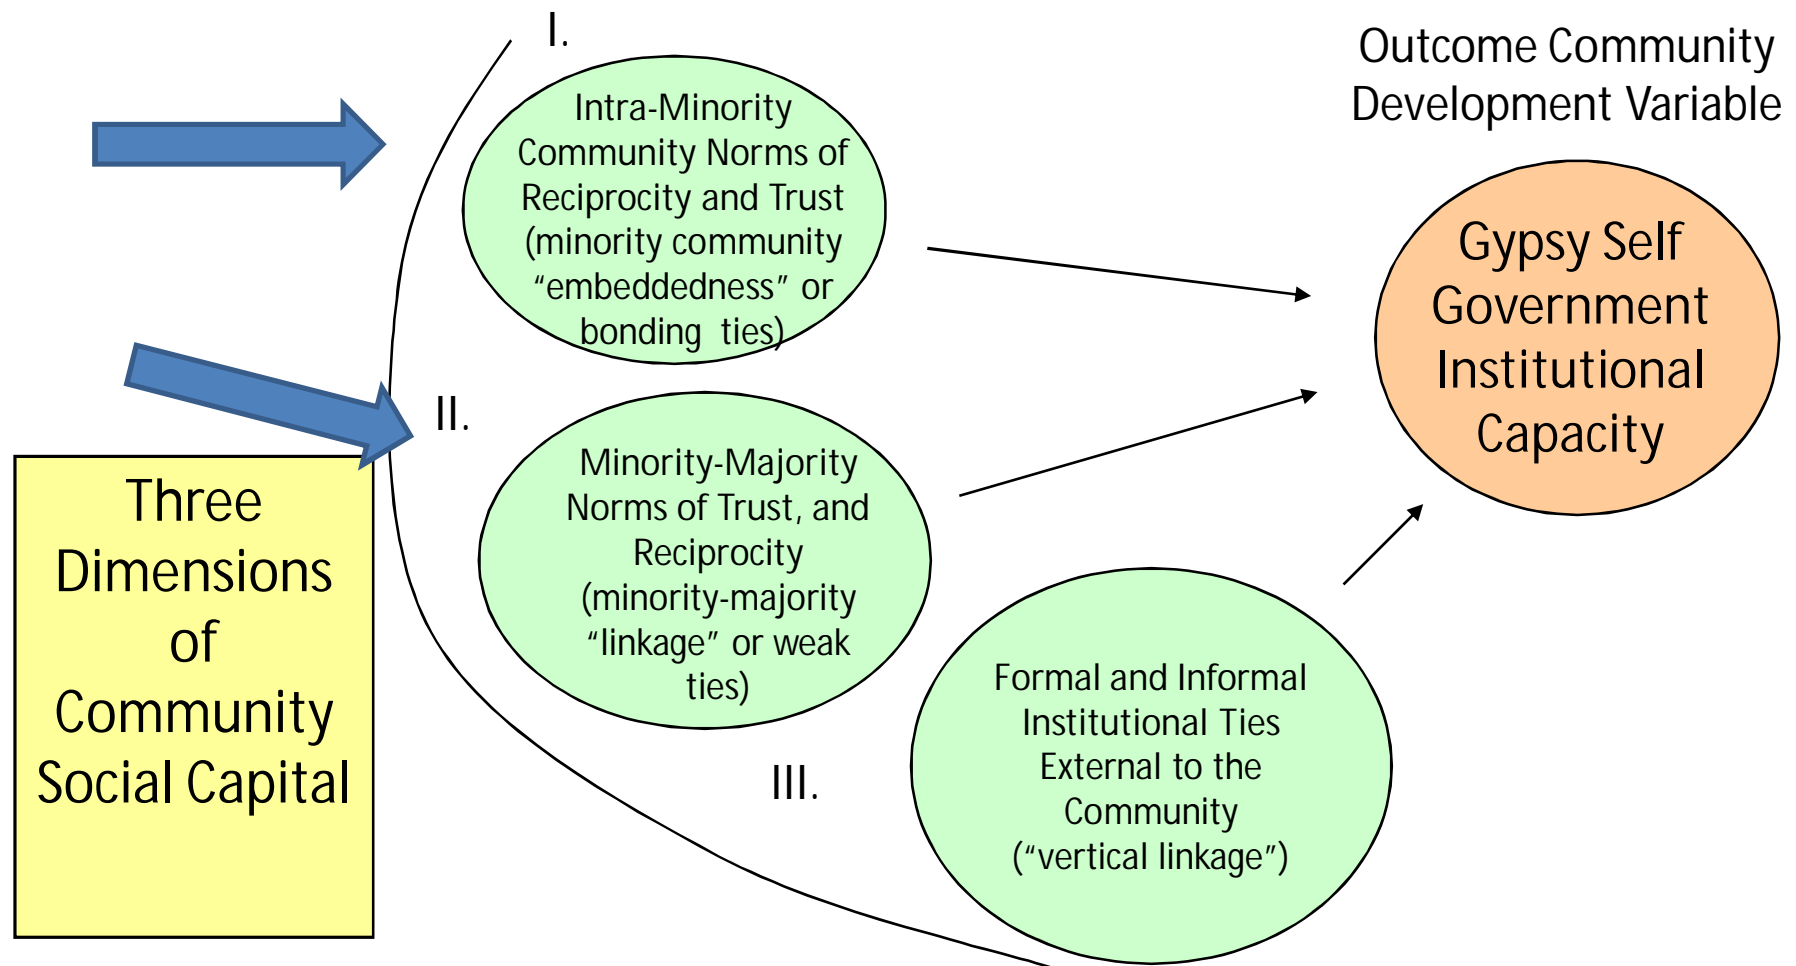 I.
Intra-Minority
Community Norms of
Reciprocity and Trust
(minority community
“embeddedness” or
bonding ties)
Outcome Community
Development Variable
Gypsy Self
Government
Institutional
Capacity
II.
Minority-Majority
Norms of Trust, and
Reciprocity
(minority-majority
“linkage” or weak
ties)
Three
Dimensions
of
Community
Social Capital
III.
Formal and Informal
Institutional Ties
External to the
Community
(“vertical linkage”)